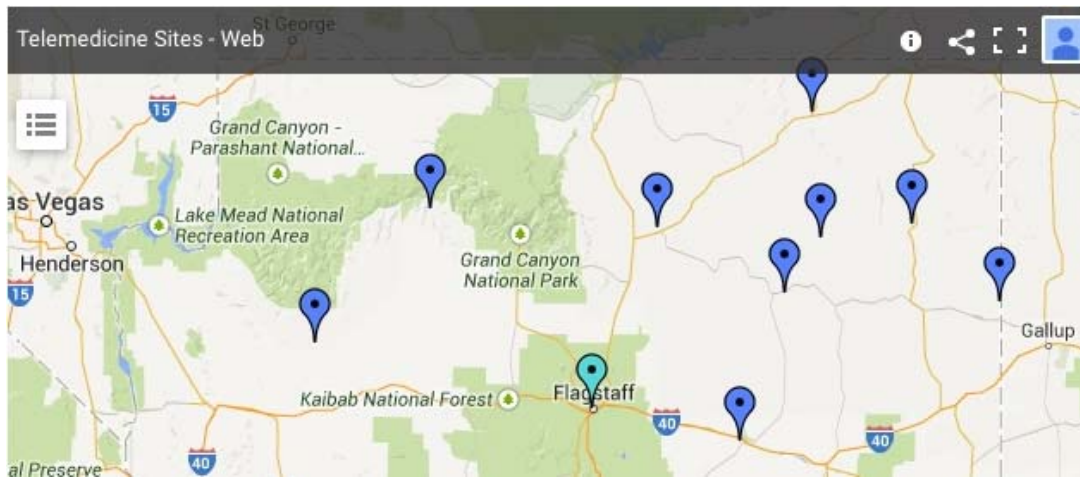 St George
Telemedicine Sites - Web
15
Grand Canyon -
Parashant National...
as Vegas
Lake Mead National
Recreation Area
Henderson
Grand Canyon
National Park
15
Gallup
Kaibab National Forest
Flagstaff
40
40
40
al Preserve